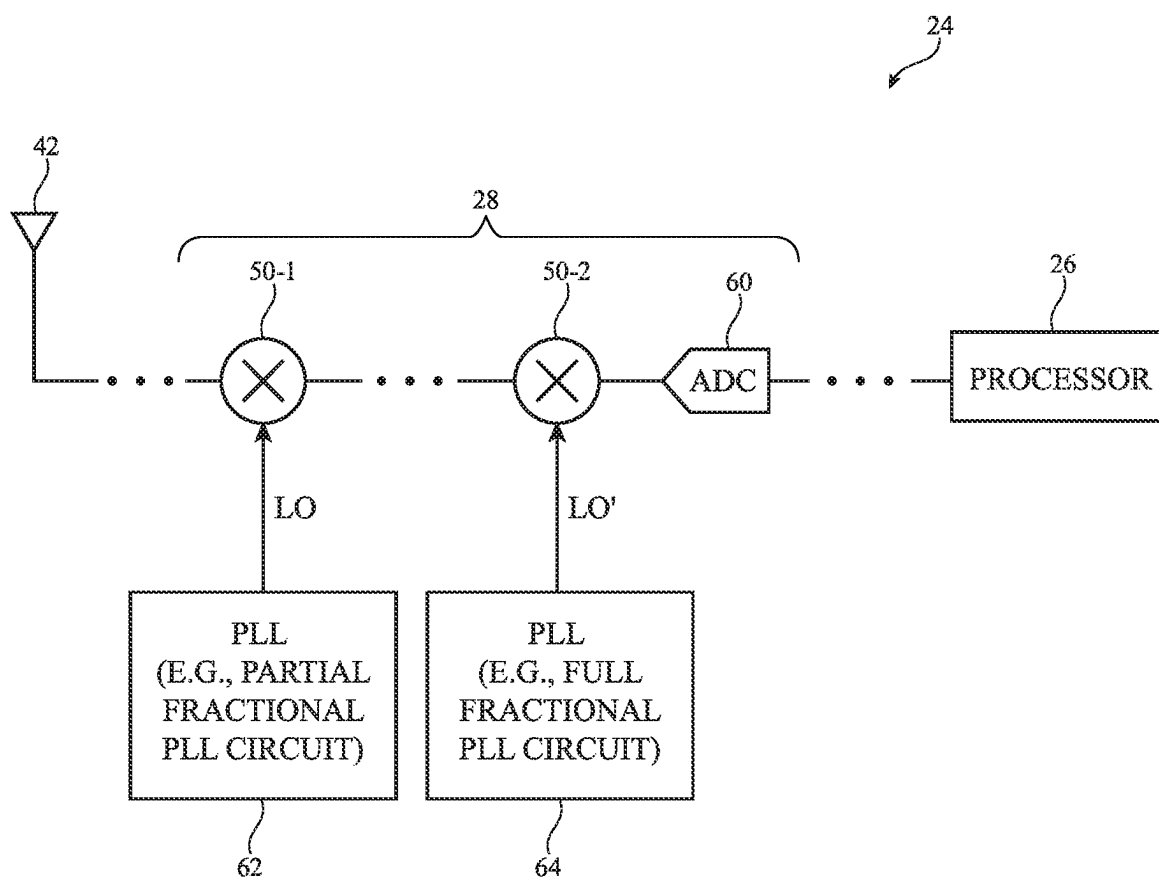 24
42
28
50-1
50-2
60
26
ADC
PROCESSOR
LO
LO'
PLL
(E.G., PARTIAL
FRACTIONAL
PLL CIRCUIT)
PLL
(E.G., FULL
FRACTIONAL
PLL CIRCUIT)
62
64